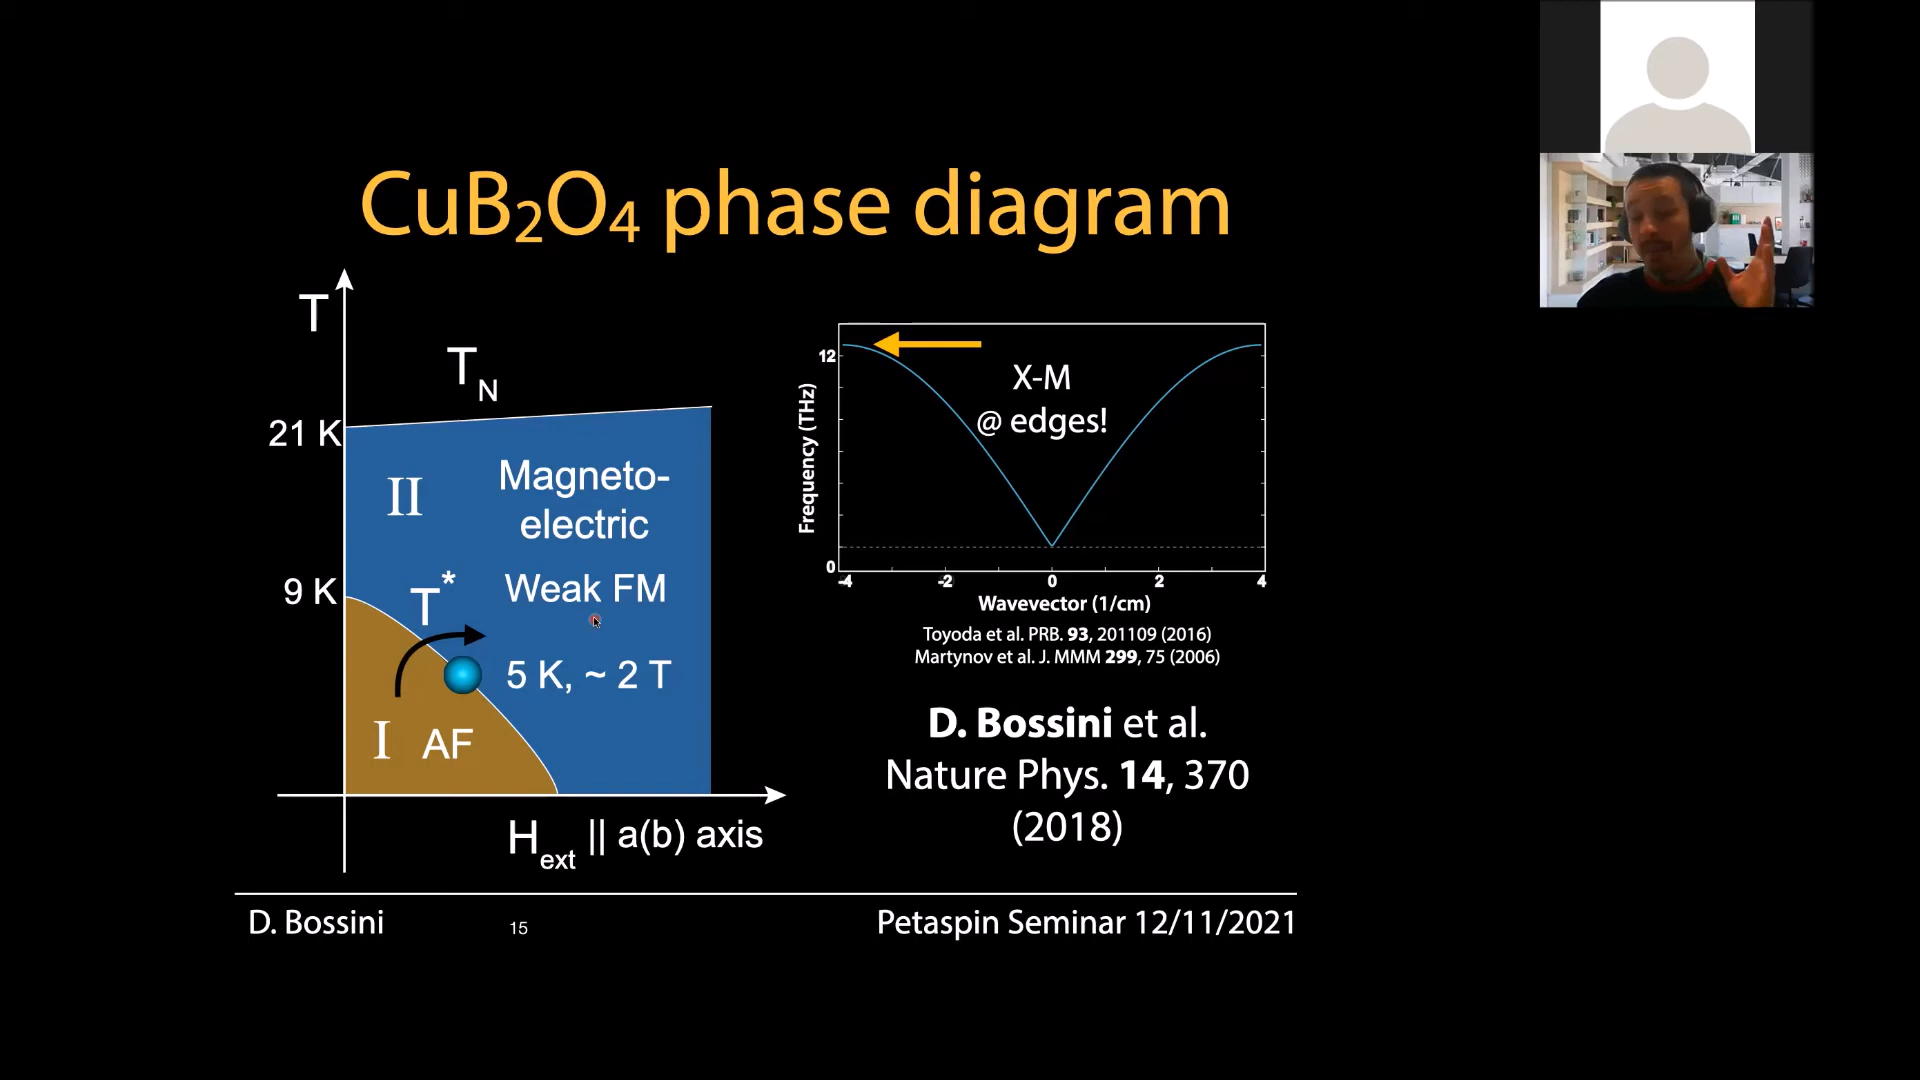 CuB₂O₄ phase diagram
T
T_N
21 K
II
Magneto-
electric
9 K
T*
Weak FM
5 K, ~ 2 T
I AF
H_ext || a(b) axis
12
X-M
@ edges!
Frequency (THz)
0
-4 -2 0 2 4
Wavevector (1/cm)
Toyoda et al. PRB. 93, 201109 (2016)
Martynov et al. J. MMM 299, 75 (2006)
D. Bossini et al.
Nature Phys. 14, 370
(2018)
D. Bossini 15 Petaspin Seminar 12/11/2021